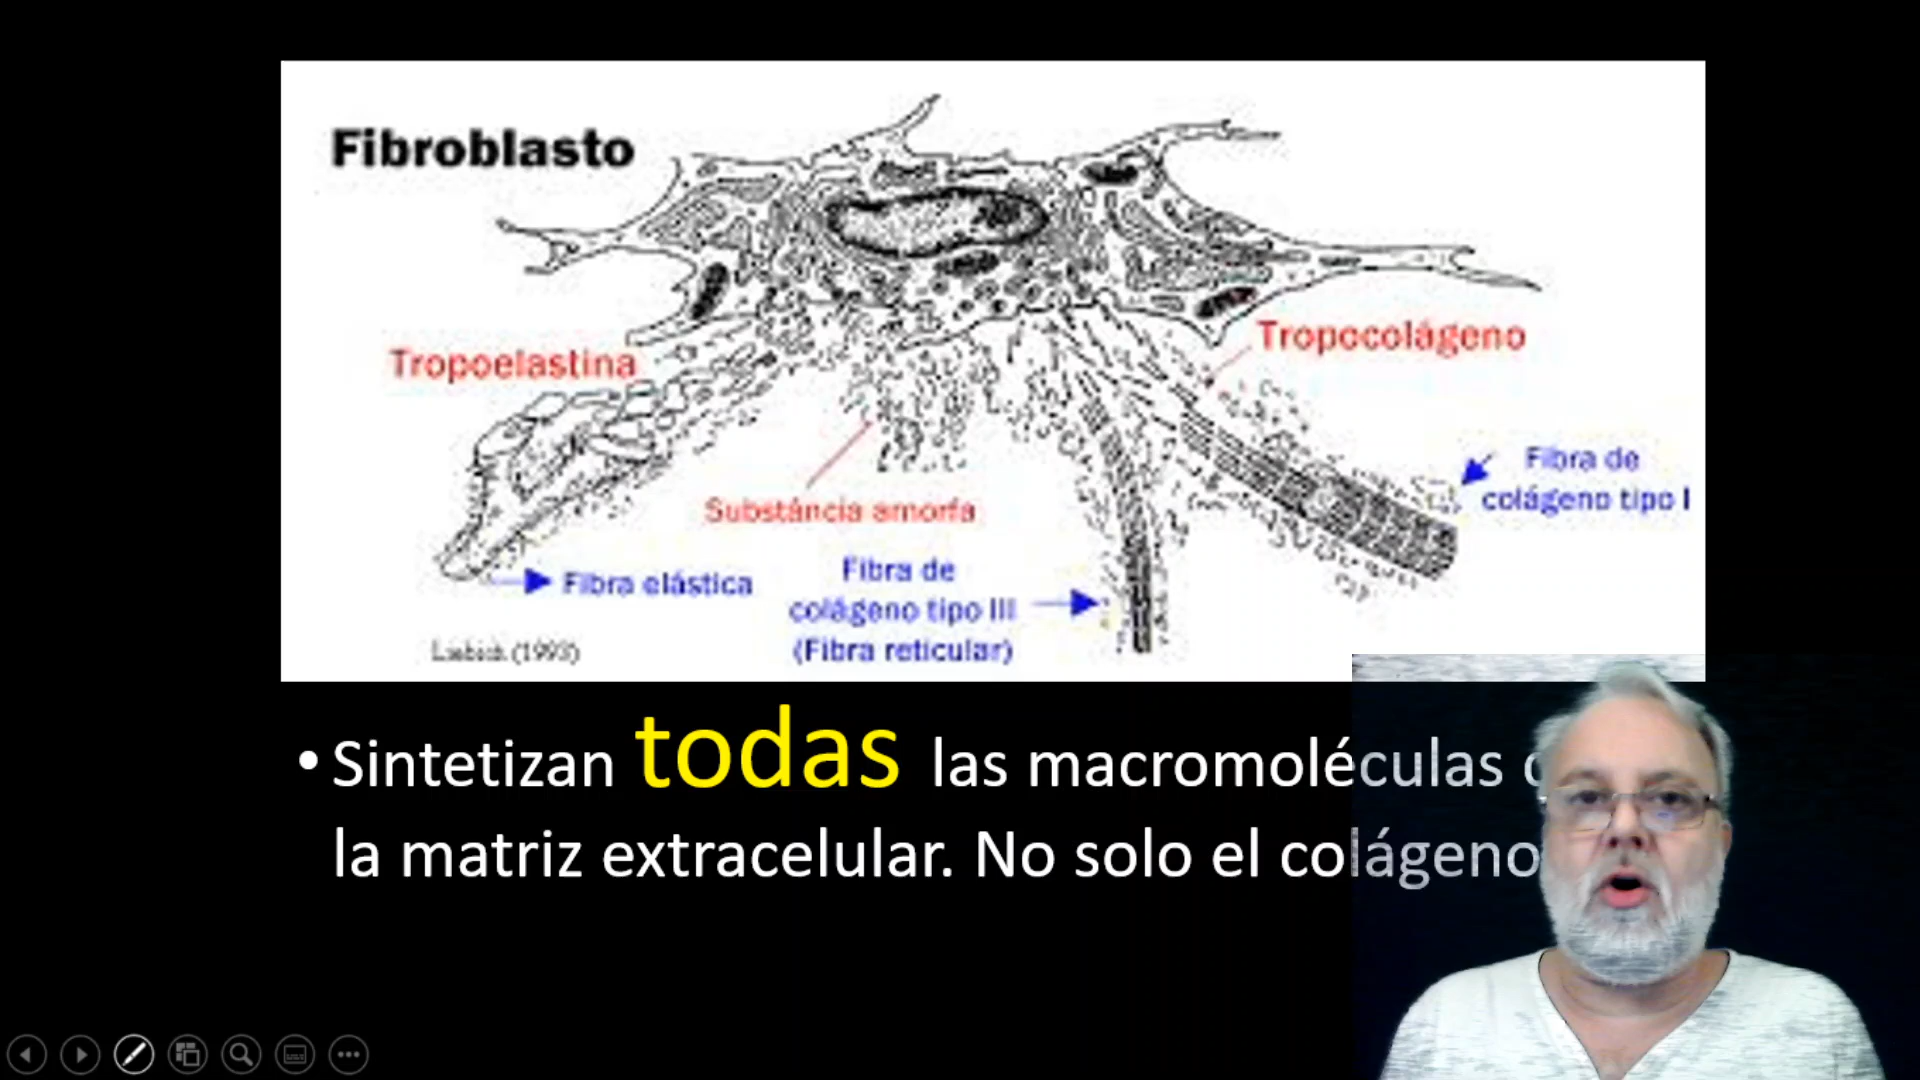 Fibroblasto
Tropocolágeno
Tropoelastina
Fibra de
colágeno tipo I
Substância amorfa
Fibra de
colágeno tipo III
(Fibra reticular)
Fibra elástica
(1993)
• Sintetizan todas las macromoléculas
la matriz extracelular. No solo el colágeno